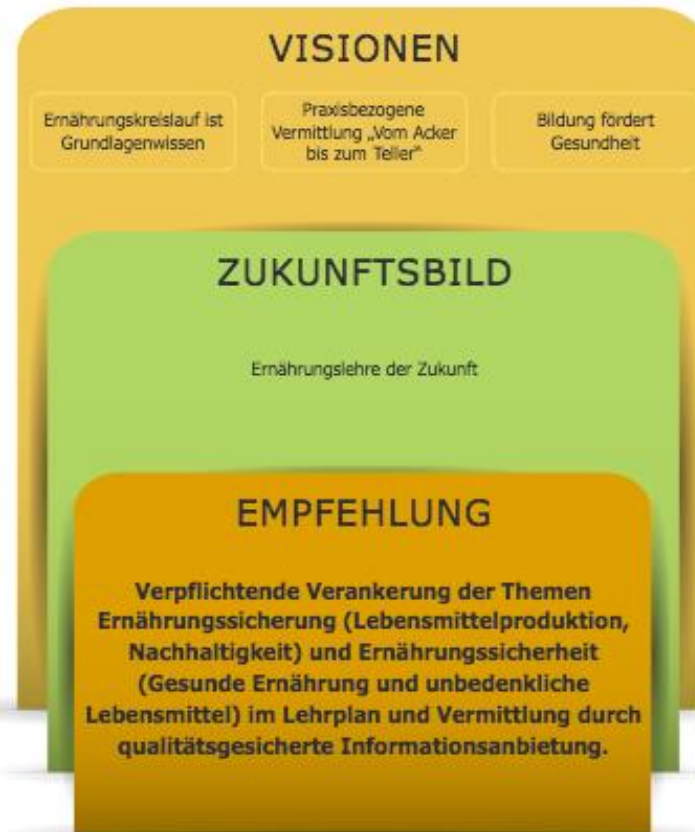 VISIONEN
Ernährungskreislauf ist
Grundlagenwissen
Praxisbezogene
Vermittlung „Vom Acker
bis zum Teller“
Bildung fördert
Gesundheit
ZUKUNFTSBILD
Ernährungslehre der Zukunft
EMPFEHLUNG
Verpflichtende Verankerung der Themen
Ernährungssicherung (Lebensmittelproduktion,
Nachhaltigkeit) und Ernährungssicherheit
(Gesunde Ernährung und unbedenkliche
Lebensmittel) im Lehrplan und Vermittlung durch
qualitätsgesicherte Informationsanbietung.